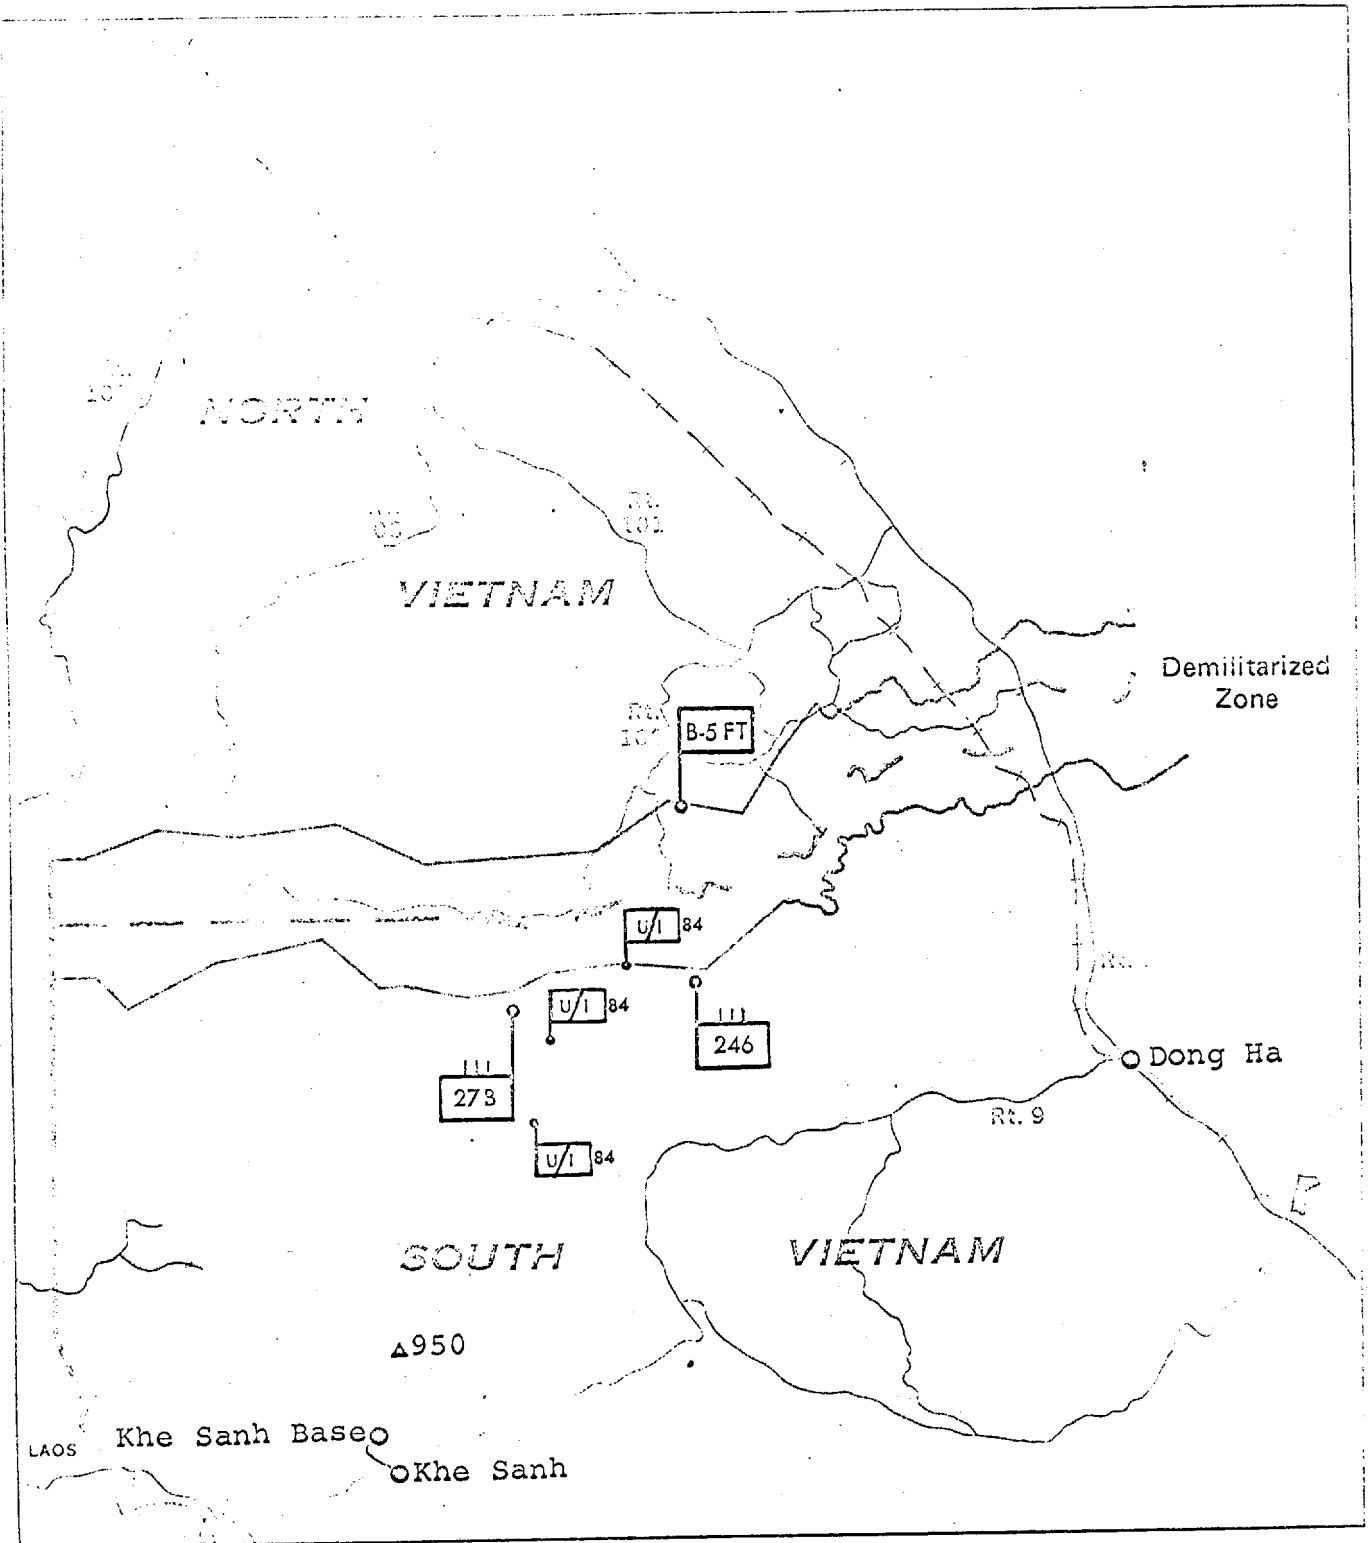 NORTH
Rt.
101
VIETNAM
Demilitarized
Zone
B-5 FT
U/I 84
U/I 84
246
273
Dong Ha
Rt. 9
U/I 84
SOUTH
VIETNAM
△950
LAOS
Khe Sanh Base
Khe Sanh